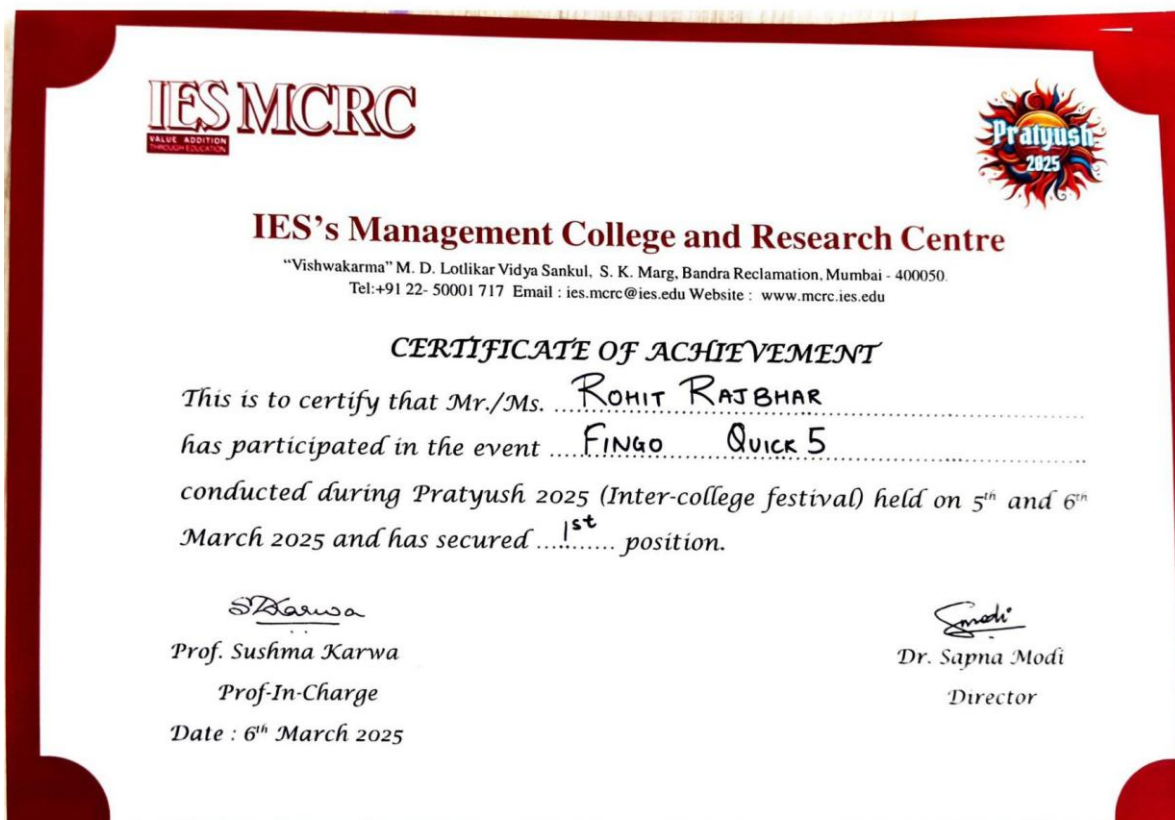 IES MCRC
VALUE ADDITION
THROUGH EDUCATION
Pratyush
2025
IES's Management College and Research Centre
"Vishwakarma" M. D. Lotlikar Vidya Sankul, S. K. Marg, Bandra Reclamation, Mumbai - 400050.
Tel:+91 22- 50001 717 Email : ies.mcrc@ies.edu Website : www.mcrc.ies.edu
CERTIFICATE OF ACHIEVEMENT
This is to certify that Mr./Ms. ROHIT RAJBHAR
has participated in the event FINGO QUICK 5
conducted during Pratyush 2025 (Inter-college festival) held on 5th and 6th
March 2025 and has secured 1st position.
SDKarwa
Smodi
Prof. Sushma Karwa
Dr. Sapna Modi
Prof-In-Charge
Director
Date : 6th March 2025